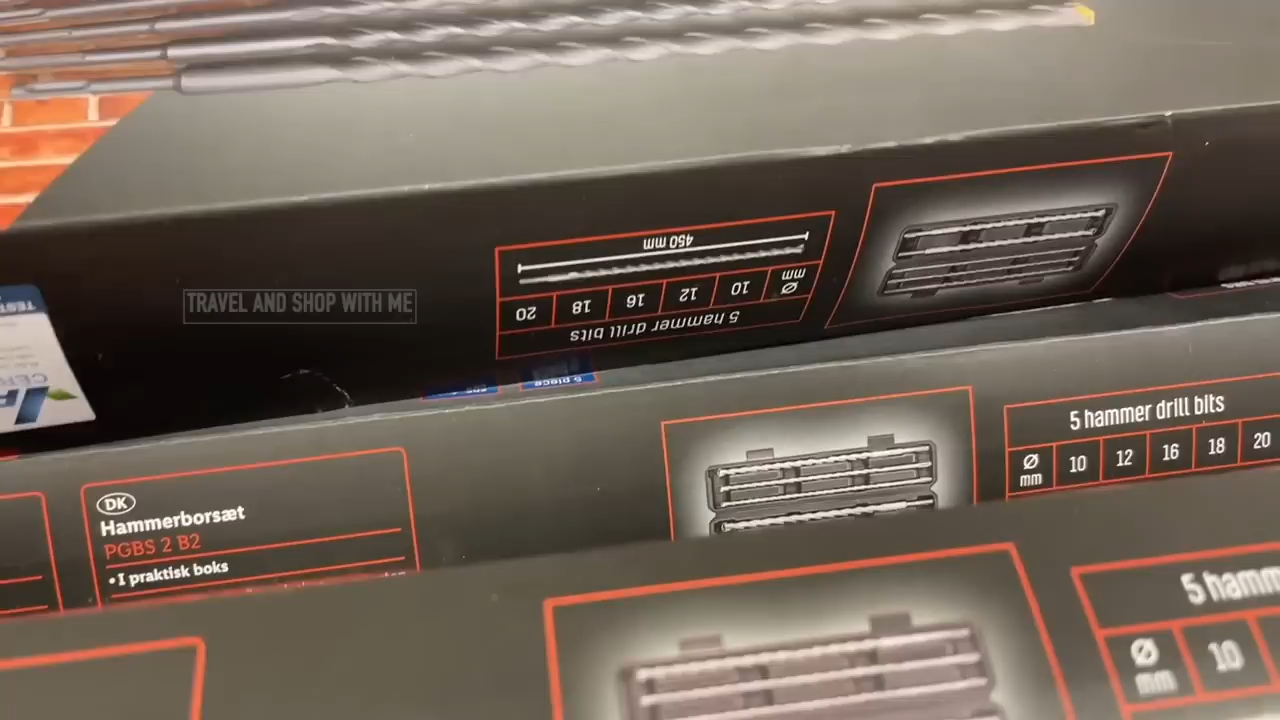 450 mm
Ø mm 10 12 16 18 20
5 hammer drill bits
TRAVEL AND SHOP WITH ME
5 piece
5 hammer drill bits
Ø mm 10 12 16 18 20
DK
Hammerborsæt
PGBS 2 B2
• I praktisk boks
5 hamm
Ø mm 10